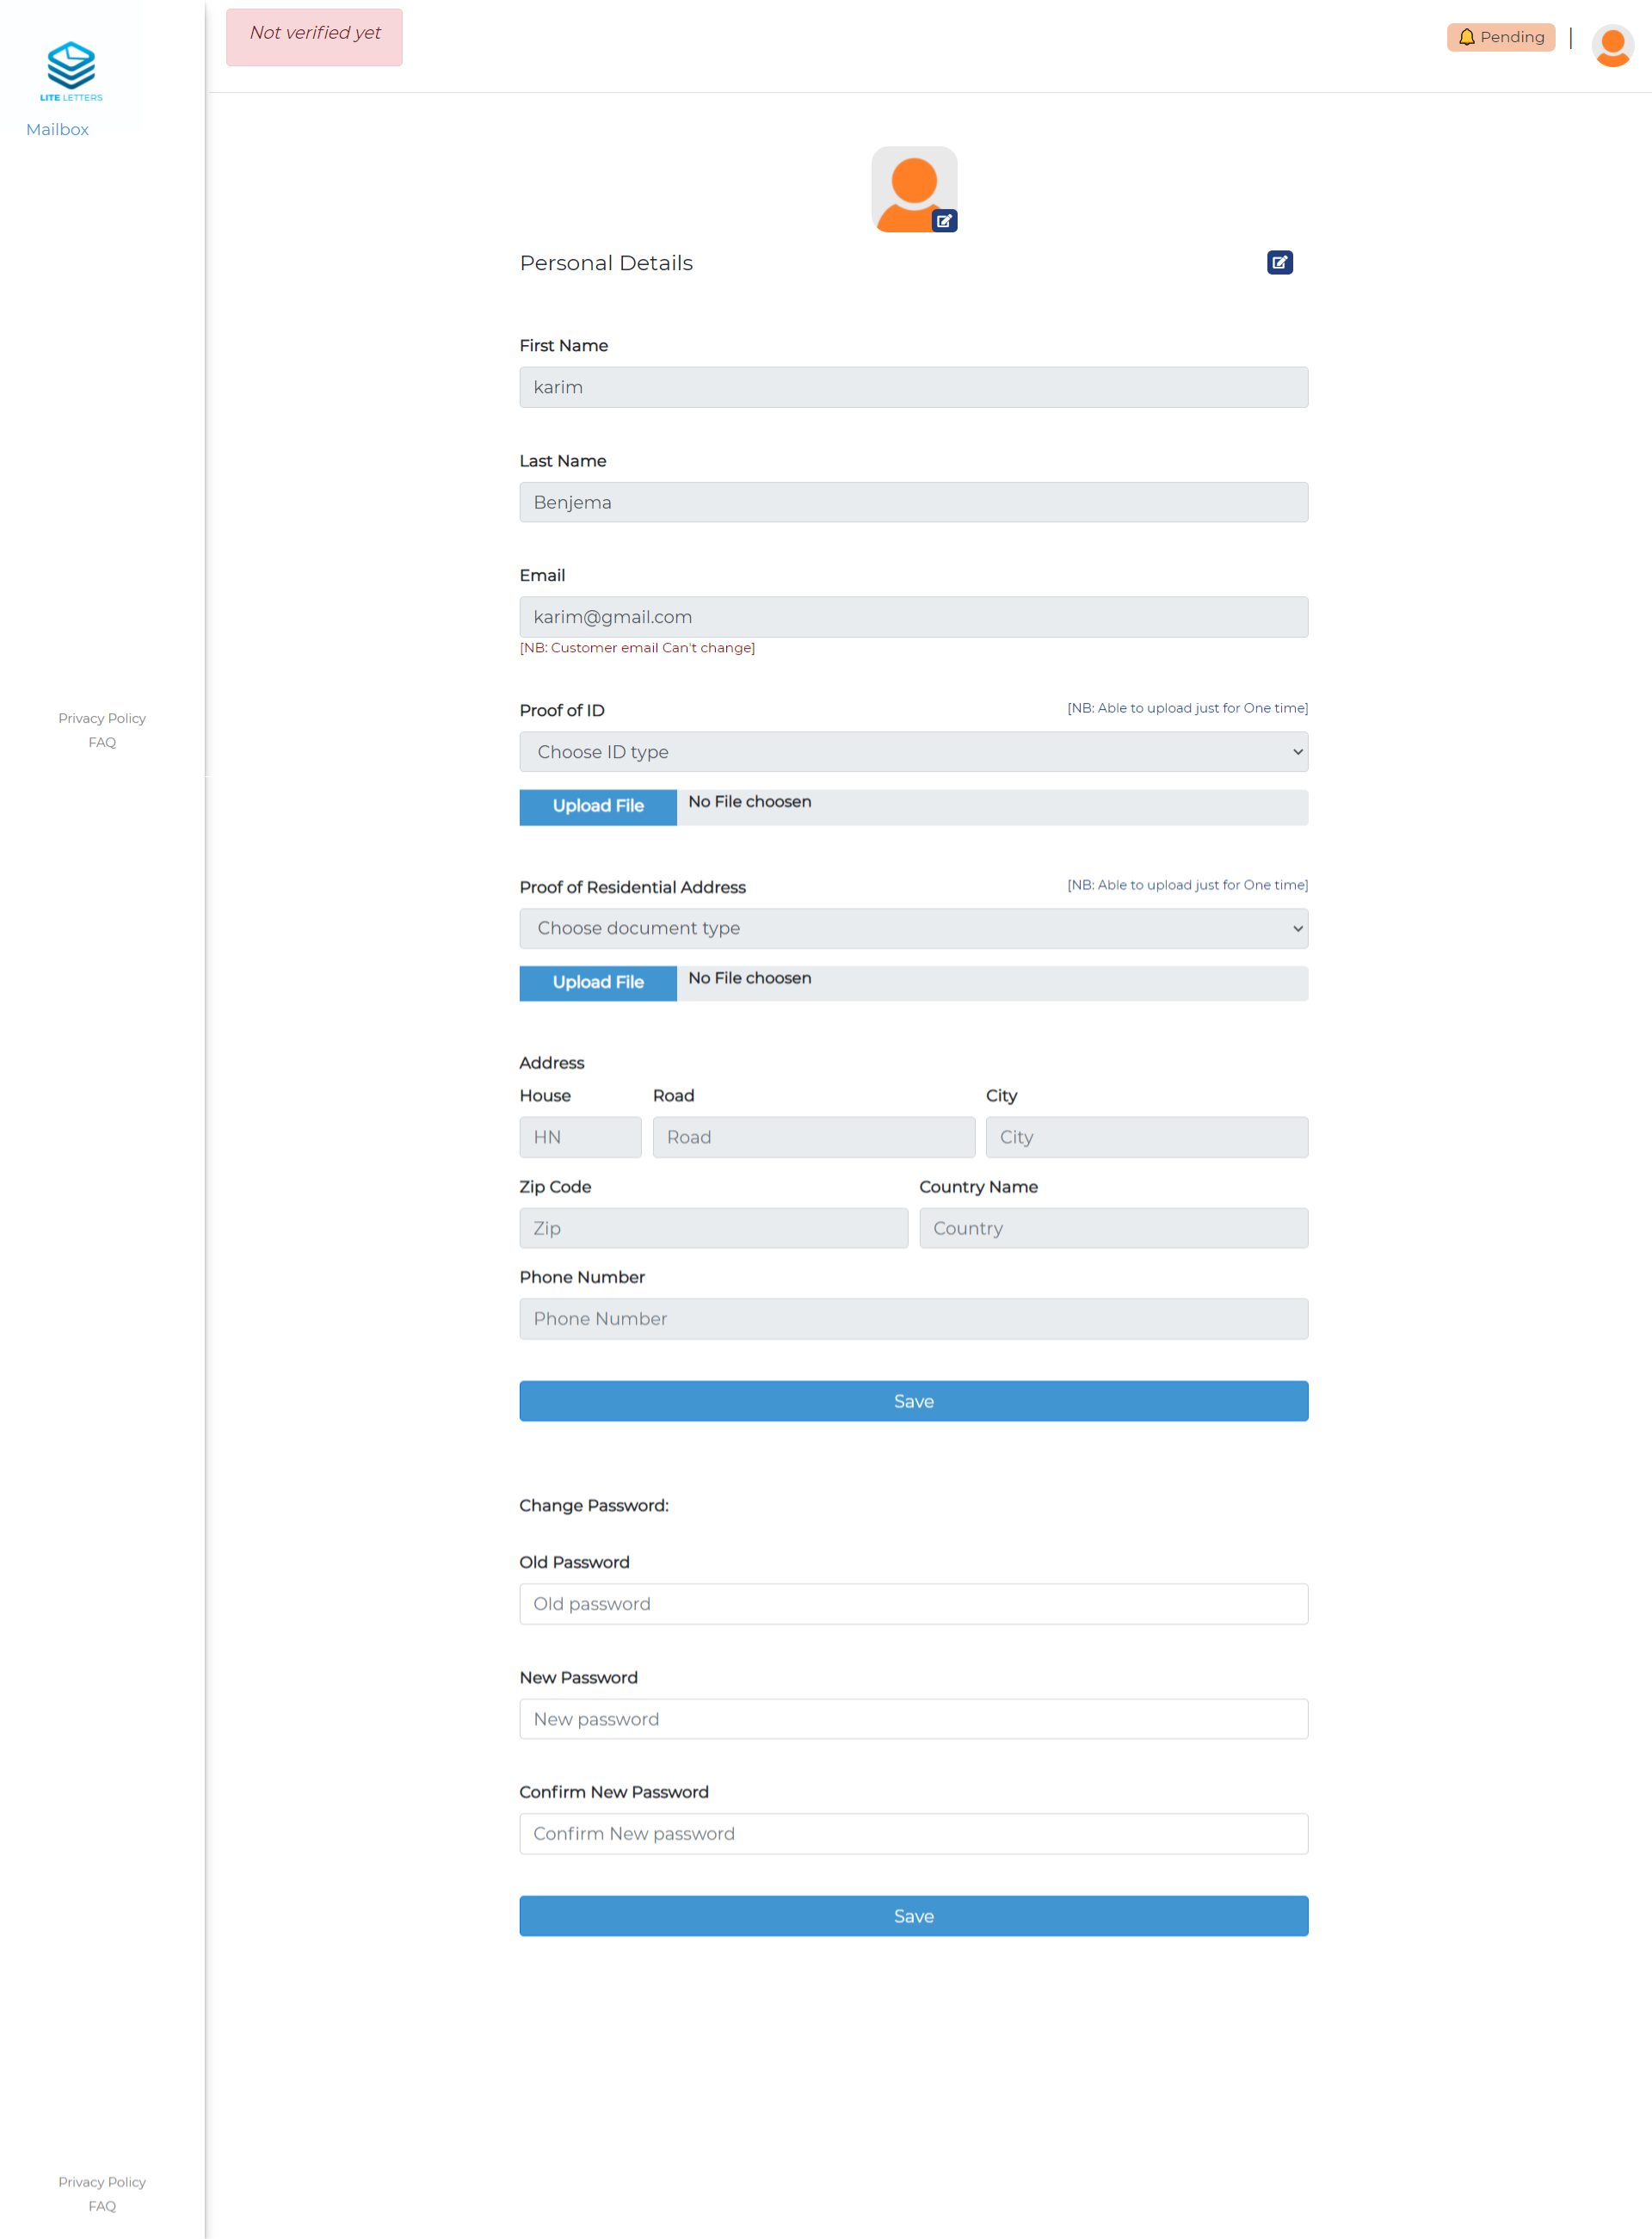 Not verified yet
Pending
LITE LETTERS
Mailbox
Personal Details
First Name
karim
Last Name
Benjema
Email
karim@gmail.com
[NB: Customer email Can't change]
Proof of ID
[NB: Able to upload just for One time]
Choose ID type
Upload File
No File choosen
Proof of Residential Address
[NB: Able to upload just for One time]
Choose document type
Upload File
No File choosen
Address
House Road City
HN Road City
Zip Code Country Name
Zip Country
Phone Number
Phone Number
Save
Change Password:
Old Password
Old password
New Password
New password
Confirm New Password
Confirm New password
Save
Privacy Policy
FAQ
Privacy Policy
FAQ